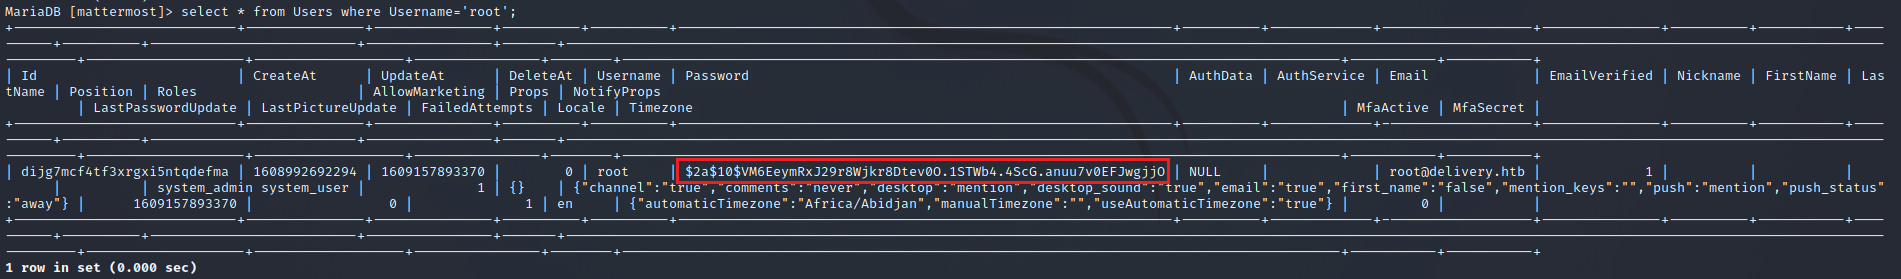 MariaDB [mattermost]> select * from Users where Username='root';
| Id | CreateAt | UpdateAt | DeleteAt | Username | Password | AuthData | AuthService | Email | EmailVerified | Nickname | FirstName | Las
tName | Position | Roles | AllowMarketing | Props | NotifyProps
| LastPasswordUpdate | LastPictureUpdate | FailedAttempts | Locale | Timezone | MfaActive | MfaSecret |
| dijg7mcf4tf3xrgxi5ntqdefma | 1608992692294 | 1609157893370 | 0 | root | $2a$10$VM6EeymRxJ29r8Wjkr8Dtev0O.1STWb4.4ScG.anuu7v0EFJwgjjO | NULL | | root@delivery.htb | 1 | | |
| | system_admin system_user | 1 | {} | {"channel":"true","comments":"never","desktop":"mention","desktop_sound":"true","email":"true","first_name":"false","mention_keys":"","push":"mention","push_status"
:"away"} | 1609157893370 | 0 | 1 | en | {"automaticTimezone":"Africa/Abidjan","manualTimezone":"","useAutomaticTimezone":"true"} | 0 | |
1 row in set (0.000 sec)